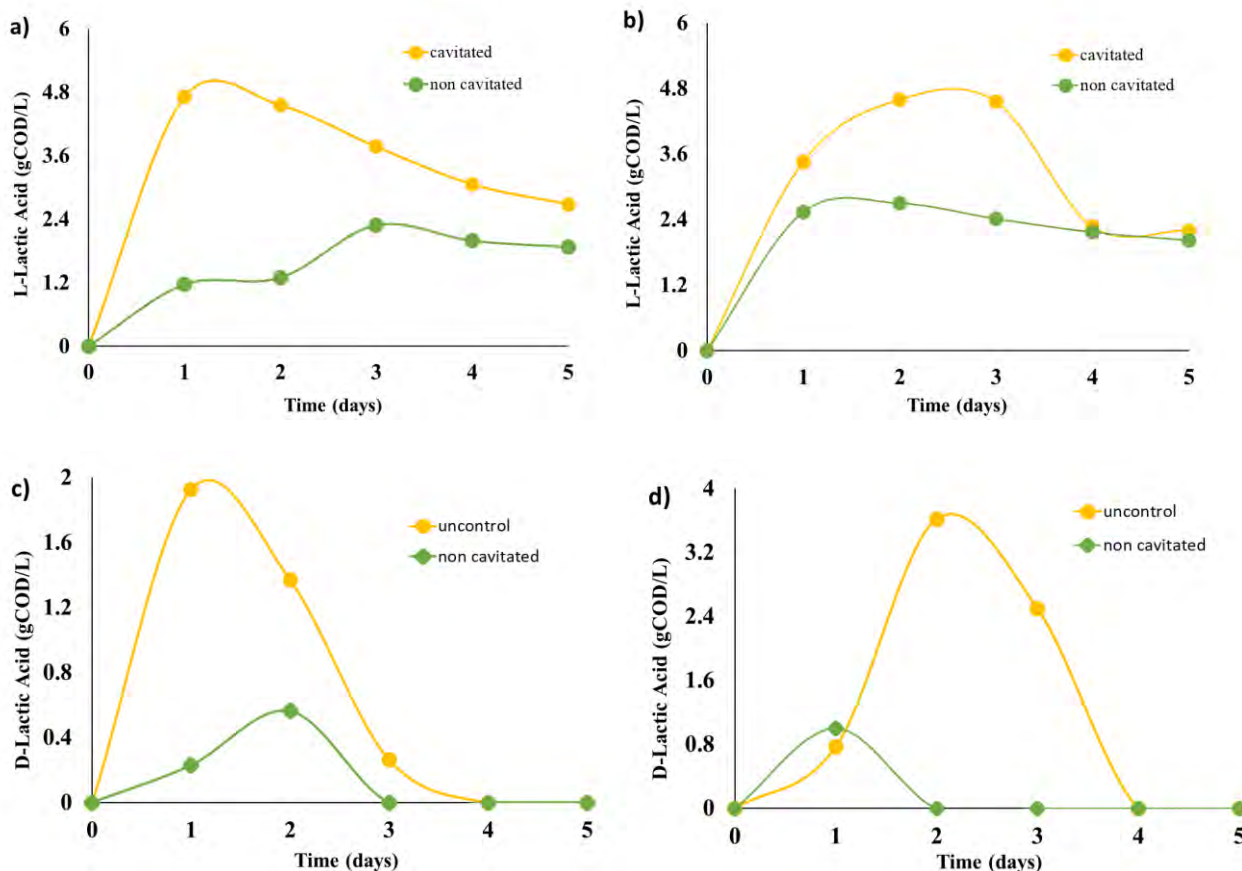 a)
6
4.8
3.6
2.4
1.2
0
L-Lactic Acid (gCOD/L)
cavitated
non cavitated
0 1 2 3 4 5
Time (days)
b)
6
4.8
3.6
2.4
1.2
0
L-Lactic Acid (gCOD/L)
cavitated
non cavitated
0 1 2 3 4 5
Time (days)
c)
2
1.6
1.2
0.8
0.4
0
D-Lactic Acid (gCOD/L)
uncontrol
non cavitated
0 1 2 3 4 5
Time (days)
d)
4
3.2
2.4
1.6
0.8
0
D-Lactic Acid (gCOD/L)
uncontrol
non cavitated
0 1 2 3 4 5
Time (days)